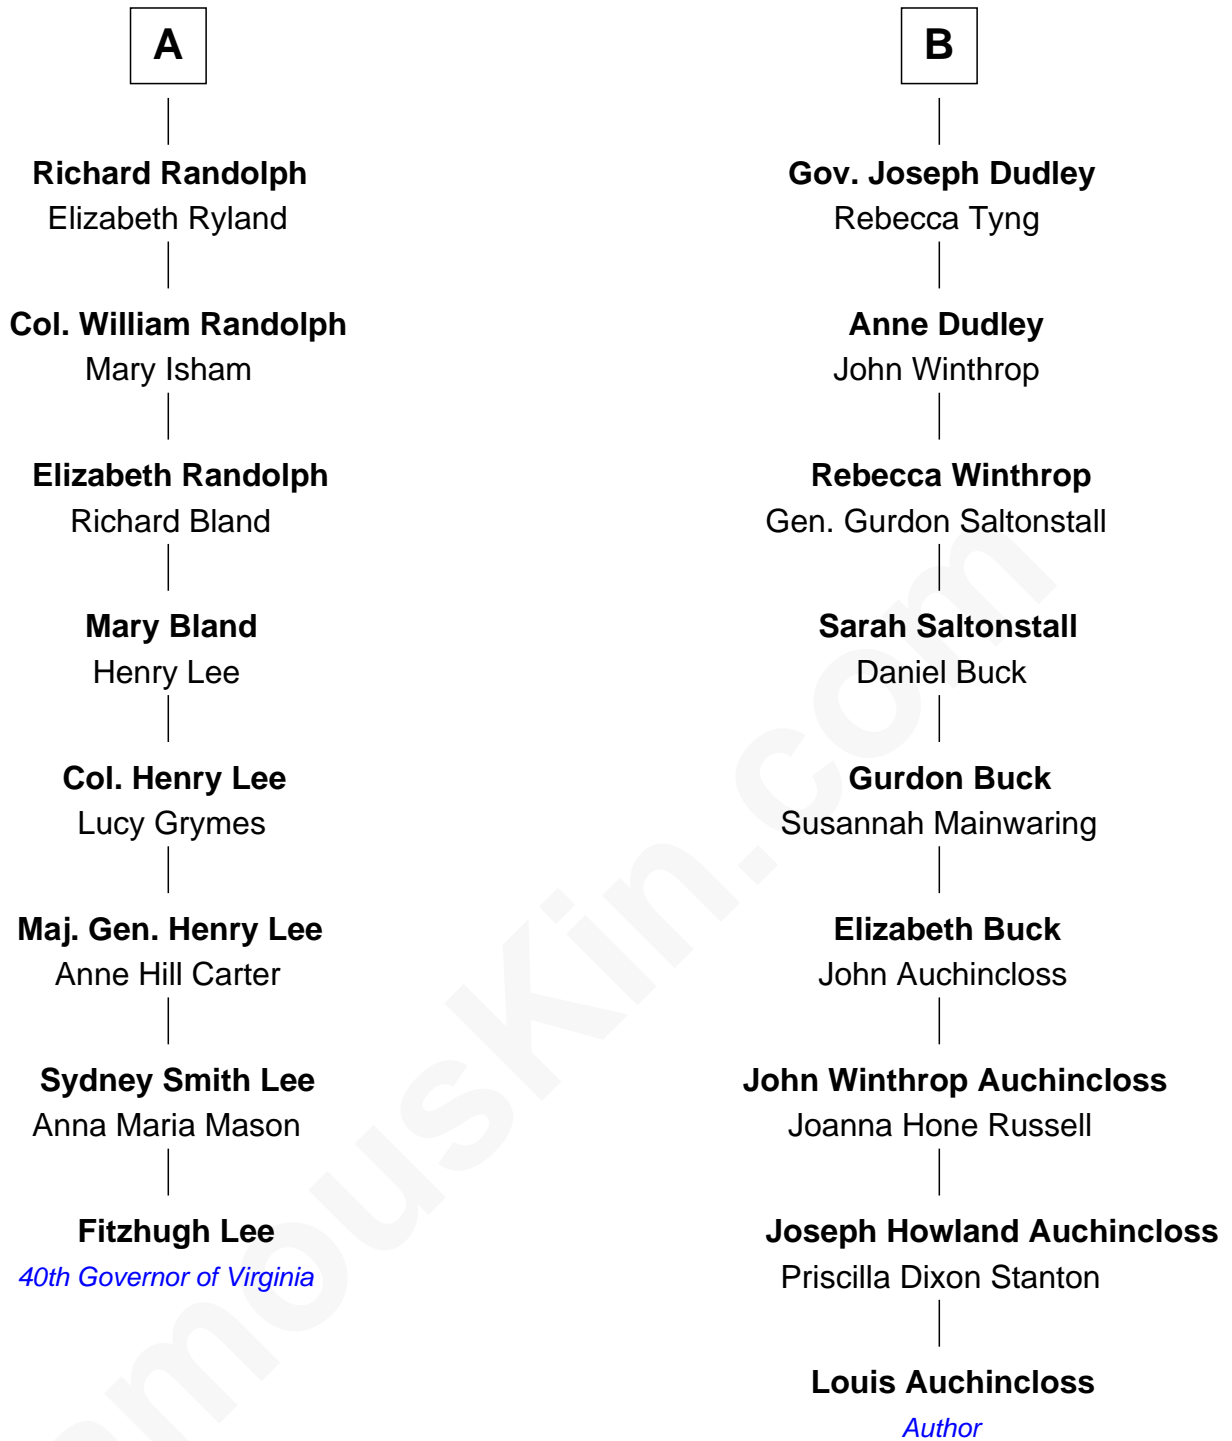 A
Richard Randolph
Elizabeth Ryland
Col. William Randolph
Mary Isham
Elizabeth Randolph
Richard Bland
Mary Bland
Henry Lee
Col. Henry Lee
Lucy Grymes
Maj. Gen. Henry Lee
Anne Hill Carter
Sydney Smith Lee
Anna Maria Mason
Fitzhugh Lee
40th Governor of Virginia
B
Gov. Joseph Dudley
Rebecca Tyng
Anne Dudley
John Winthrop
Rebecca Winthrop
Gen. Gurdon Saltonstall
Sarah Saltonstall
Daniel Buck
Gurdon Buck
Susannah Mainwaring
Elizabeth Buck
John Auchincloss
John Winthrop Auchincloss
Joanna Hone Russell
Joseph Howland Auchincloss
Priscilla Dixon Stanton
Louis Auchincloss
Author
mousKin.com